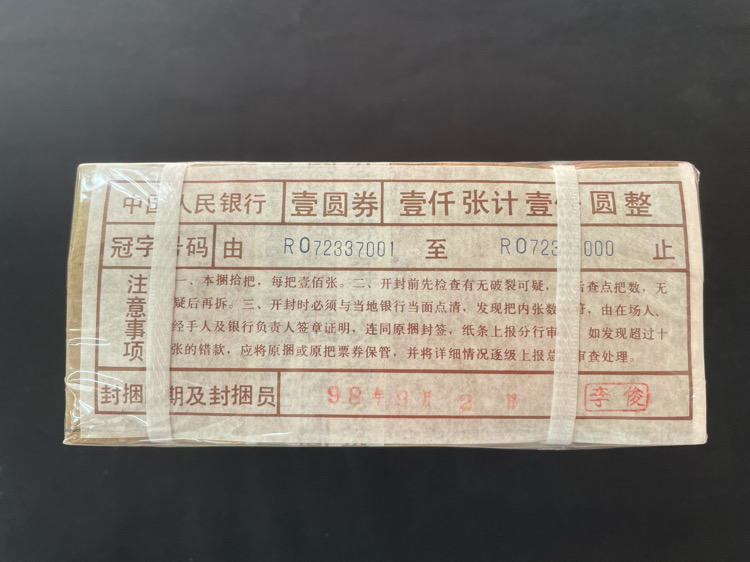 中国人民银行 壹圆券 壹仟张计壹 圆整
冠字号码 由 RO72337001 至 RO723 000 止
注意事项
一、本捆拾把，每把壹佰张。二、开封前先检查有无破裂可疑， 后查点把数，无
疑后再拆。三、开封时必须与当地银行当面点清，发现把内张数 符，由在场人、
经手人及银行负责人签章证明，连同原捆封签，纸条上报分行审 如发现超过十
张的错款，应将原捆或原把票券保管，并将详细情况逐级上报总 审查处理。
封捆 期及封捆员 98年9月2日 李俊